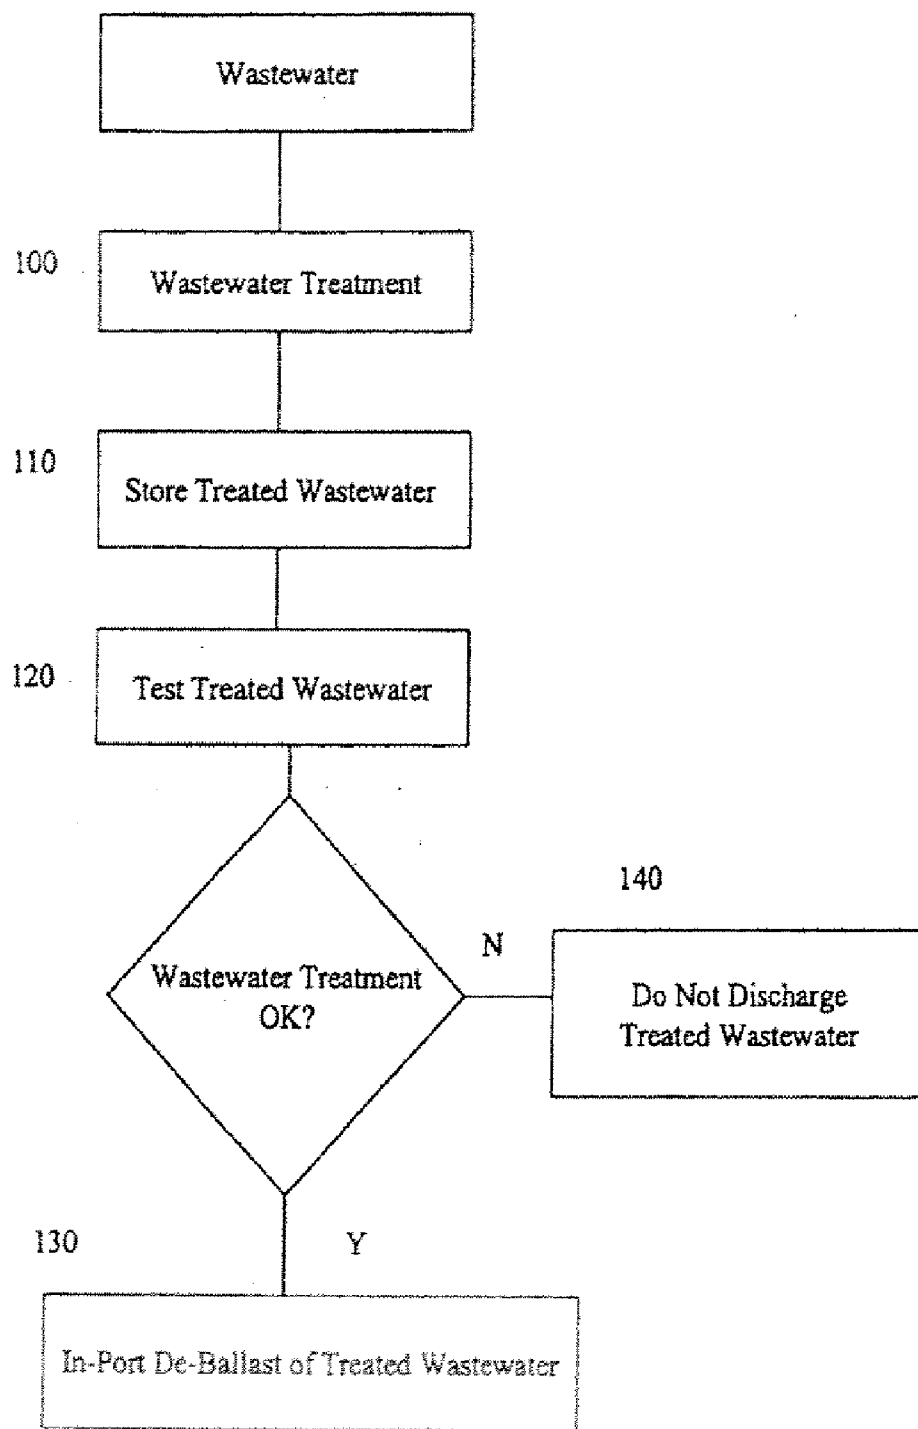 Wastewater
100
Wastewater Treatment
110
Store Treated Wastewater
120
Test Treated Wastewater
140
N
Wastewater Treatment
OK?
Do Not Discharge
Treated Wastewater
130
Y
In-Port De-Ballast of Treated Wastewater